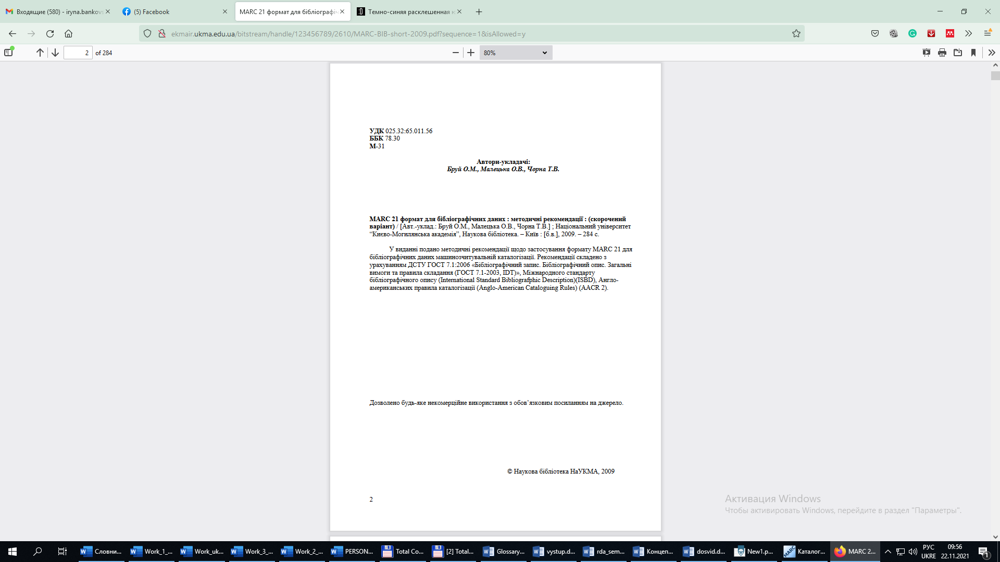 Входящие (580) - iryna.bankovs
(5) Facebook
MARC 21 формат для бібліографіч
Темно-синяя расклешенная ю
ekmair.ukma.edu.ua/bitstream/handle/123456789/2610/MARC-BIB-short-2009.pdf?sequence=1&isAllowed=y
2 of 284
80%
УДК 025.32:65.011.56
ББК 78.30
М-31
Автори-укладачі:
Бруй О.М., Малецька О.В., Чорна Т.В.
MARC 21 формат для бібліографічних даних : методичні рекомендації : (скорочений
варіант) / [Авт.-уклад.: Бруй О.М., Малецька О.В., Чорна Т.В.] ; Національний університет
“Києво-Могилянська академія”, Наукова бібліотека. – Київ : [б.в.], 2009. – 284 с.
У виданні подано методичні рекомендації щодо застосування формату MARC 21 для
бібліографічних даних машинозчитувальній каталогізації. Рекомендації складено з
урахуванням ДСТУ ГОСТ 7.1:2006 «Бібліографічний запис. Бібліографічний опис. Загальні
вимоги та правила складання (ГОСТ 7.1-2003, IDT)», Міжнародного стандарту
бібліографічного опису (International Standard Bibliografphic Description)(ISBD), Англо-
американських правила каталогізації (Anglo-American Cataloguing Rules) (AACR 2).
Дозволено будь-яке некомерційне використання з обов’язковим посиланням на джерело.
© Наукова бібліотека НаУКМА, 2009
2
Активация Windows
Чтобы активировать Windows, перейдите в раздел "Параметры".
Словни...
Work_1_...
Work_uk...
Work_3_...
Work_2_...
PERSON...
Total Co...
[2] Total...
Glossary...
vystup.d...
rda_sem...
Концеп...
dosvid.d...
New1.p...
Каталог...
MARC 2...
РУС
UKRE
09:56
22.11.2021
1